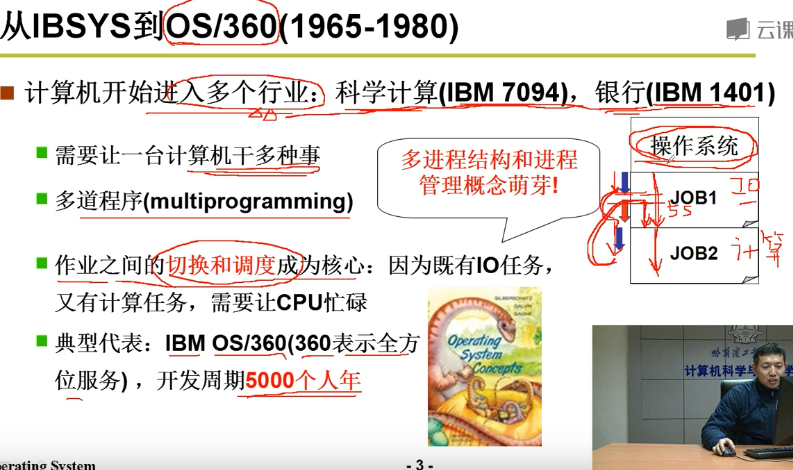 从IBSYS到OS/360(1965-1980)
云课
计算机开始进入多个行业：科学计算(IBM 7094)，银行(IBM 1401)
需要让一台计算机干多种事
多道程序(multiprogramming)
多进程结构和进程
管理概念萌芽!
操作系统
JOB1
IO
5s
JOB2
计算
作业之间的切换和调度成为核心：因为既有IO任务，
又有计算任务，需要让CPU忙碌
典型代表：IBM OS/360(360表示全方
位服务)，开发周期5000个人年
SILBERSCHATZ
GALVIN
GAGNE
Operating
System
Concepts
计算机科学与
学
perating System
- 3 -